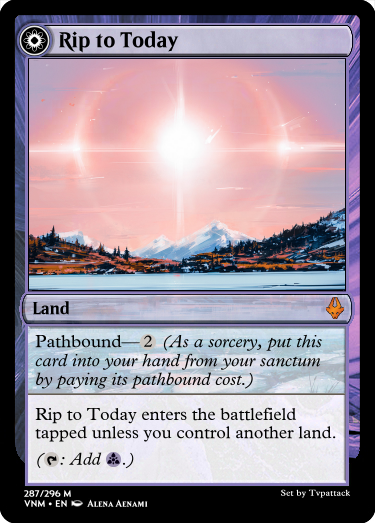 Rip to Today
Land
Pathbound—2 (As a sorcery, put this
card into your hand from your sanctum
by paying its pathbound cost.)
Rip to Today enters the battlefield
tapped unless you control another land.
(: Add .)
287/296 M
Set by Tvpattack
VNM • EN Alena Aenami